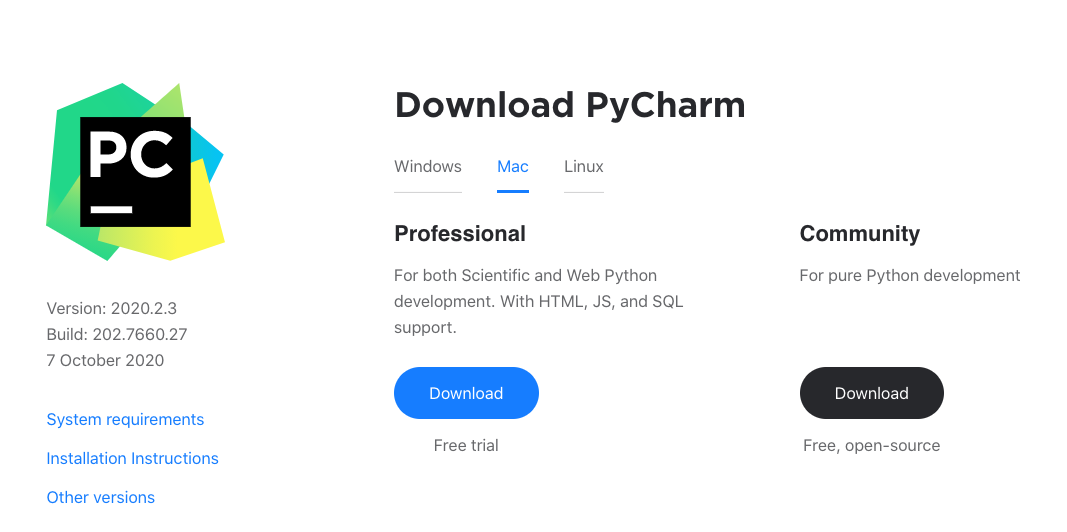 PC
Version: 2020.2.3
Build: 202.7660.27
7 October 2020
System requirements
Installation Instructions
Other versions
Download PyCharm
Windows Mac Linux
Professional
For both Scientific and Web Python
development. With HTML, JS, and SQL
support.
Download
Free trial
Community
For pure Python development
Download
Free, open-source